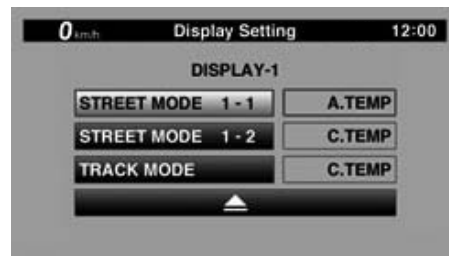 0 km/h Display Setting 12:00
DISPLAY-1
STREET MODE 1 - 1 A.TEMP
STREET MODE 1 - 2 C.TEMP
TRACK MODE C.TEMP